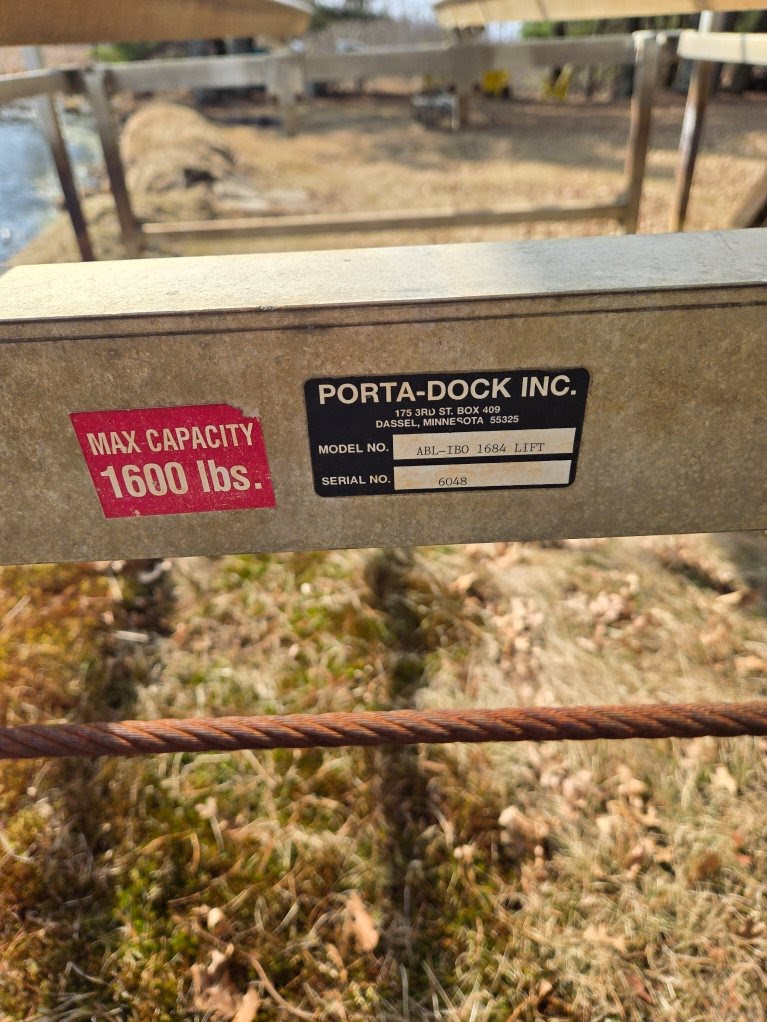 MAX CAPACITY
1600 lbs.
PORTA-DOCK INC.
175 3RD ST. BOX 409
DASSEL, MINNESOTA 55325
MODEL NO. ABL-IBO 1684 LIFT
SERIAL NO. 6048